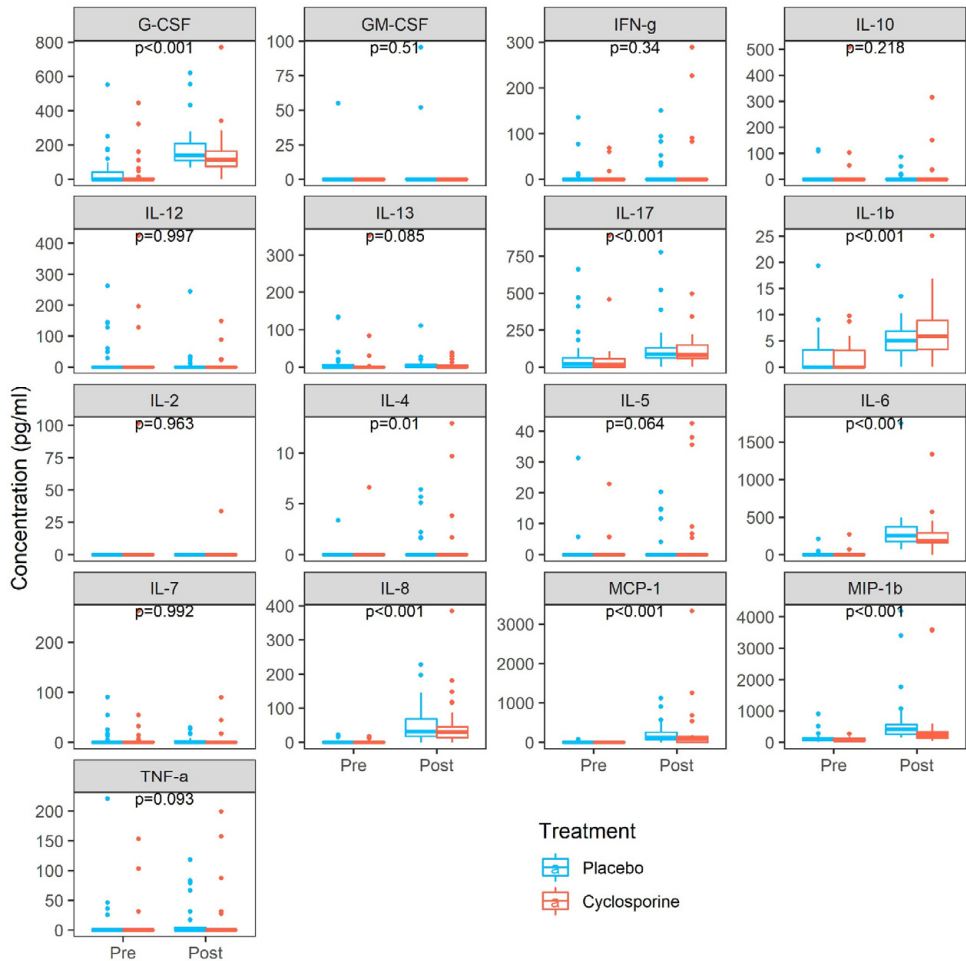 G-CSF GM-CSF IFN-g IL-10
p<0.001 p=0.51 p=0.34 p=0.218
800 100 300 500
600 75 400
400 50 200 300
200 25 100 200
100
0 0 0 0
IL-12 IL-13 IL-17 IL-1b
p=0.997 p=0.085 p<0.001 p<0.001
400 300 750 25
300 20
200 200 500 15
100 100 250 10
5
0 0 0 0
IL-2 IL-4 IL-5 IL-6
p=0.963 p=0.01 p=0.064 p<0.001
100 40 1500
75 10 30 1000
50 5 20 500
25 10
0 0 0 0
Concentration (pg/ml)
IL-7 IL-8 MCP-1 MIP-1b
p=0.992 p<0.001 p<0.001 p<0.001
200 400 3000 4000
300 3000
100 200 2000 2000
100 1000 1000
0 0 0 0
Pre Post Pre Post Pre Post
TNF-a
p=0.093
200
150
100
50
0
Pre Post
Treatment
a Placebo
a Cyclosporine